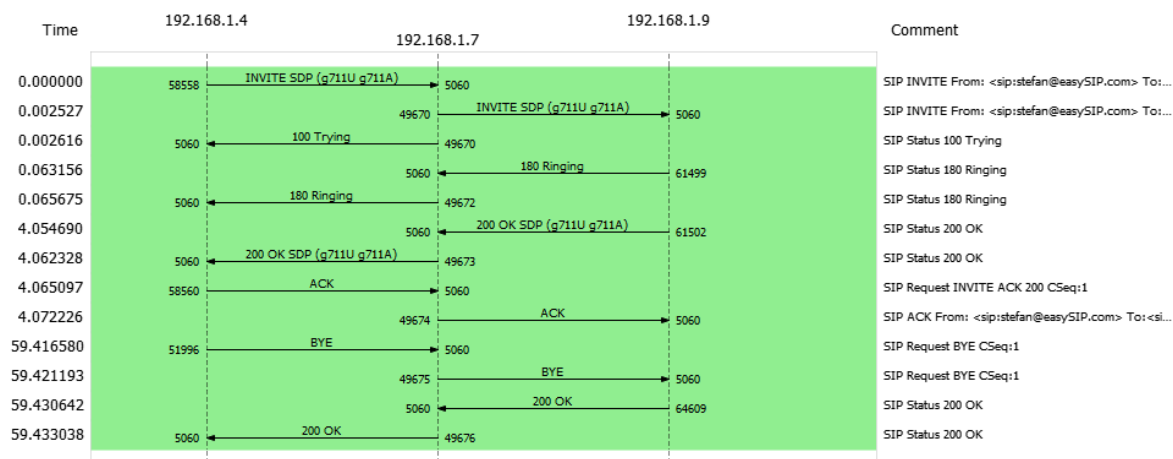 192.168.1.4 192.168.1.9
Time 192.168.1.7 Comment
0.000000 58558 INVITE SDP (g711U g711A) 5060 SIP INVITE From: <sip:stefan@easySIP.com> To:...
0.002527 49670 INVITE SDP (g711U g711A) 5060 SIP INVITE From: <sip:stefan@easySIP.com> To:...
0.002616 5060 100 Trying 49670 SIP Status 100 Trying
0.063156 5060 180 Ringing 61499 SIP Status 180 Ringing
0.065675 5060 180 Ringing 49672 SIP Status 180 Ringing
4.054690 5060 200 OK SDP (g711U g711A) 61502 SIP Status 200 OK
4.062328 5060 200 OK SDP (g711U g711A) 49673 SIP Status 200 OK
4.065097 58560 ACK 5060 SIP Request INVITE ACK 200 CSeq:1
4.072226 49674 ACK 5060 SIP ACK From: <sip:stefan@easySIP.com> To:<si...
59.416580 51996 BYE 5060 SIP Request BYE CSeq:1
59.421193 49675 BYE 5060 SIP Request BYE CSeq:1
59.430642 5060 200 OK 64609 SIP Status 200 OK
59.433038 5060 200 OK 49676 SIP Status 200 OK